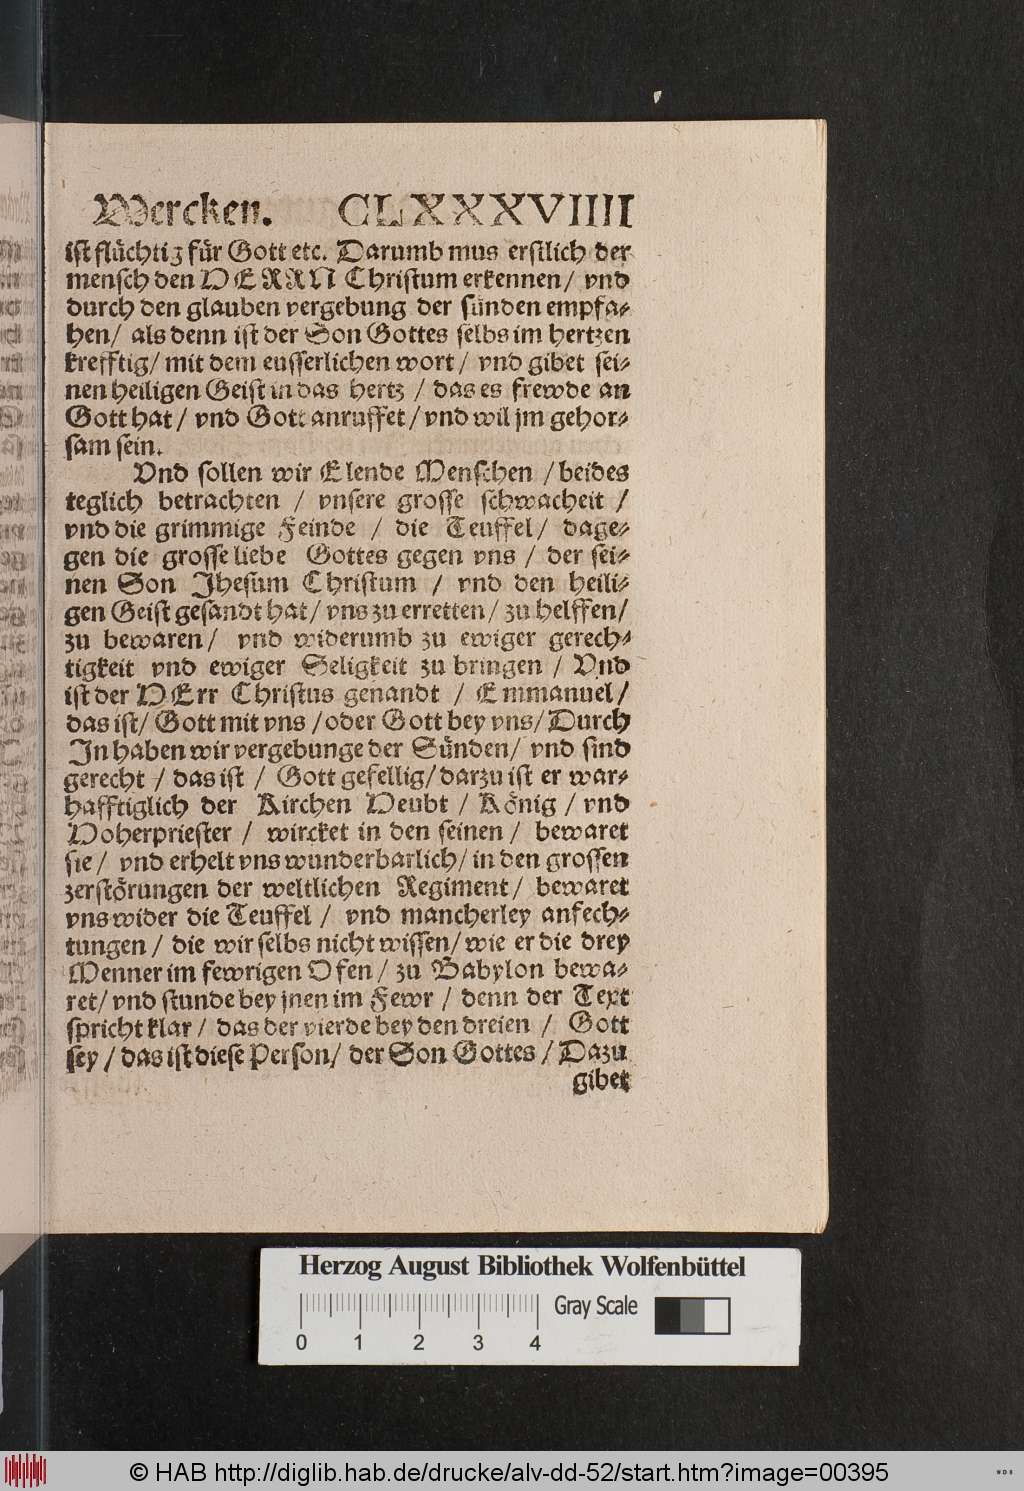 Wercken. CLXXXVIIII
ist flüchtig für Gott etc. Darumb mus erstlich der
mensch den HERRN Christum erkennen / vnd
durch den glauben vergebung der sünden empfa⸗
hen / als denn ist der Son Gottes selbs im hertzen
krefftig / mit dem eusserlichen wort / vnd gibet sei⸗
nen heiligen Geist in das hertz / das es frewde an
Gott hat / vnd Gott anruffet / vnd wil jm gehor⸗
sam sein.
Vnd sollen wir Elende Menschen / beides
teglich betrachten / vnsere grosse schwacheit /
vnd die grimmige Feinde / die Teuffel / dage⸗
gen die grosse liebe Gottes gegen vns / der sei⸗
nen Son Jhesum Christum / vnd den heili⸗
gen Geist gesandt hat / vns zu erretten / zu helffen /
zu bewaren / vnd widerumb zu ewiger gerech⸗
tigkeit vnd ewiger Seligkeit zu bringen / Vnd
ist der HErr Christus genandt / Emmanuel /
das ist / Gott mit vns / oder Gott bey vns / Durch
Jn haben wir vergebunge der Sünden / vnd sind
gerecht / das ist / Gott gefellig / darzu ist er war⸗
hafftiglich der Kirchen Heubt / König / vnd
Hoherpriester / wircket in den seinen / bewaret
sie / vnd erhelt vns wunderbarlich / in den grossen
zerstörungen der weltlichen Regiment / bewaret
vns wider die Teuffel / vnd mancherley anfech⸗
tungen / die wir selbs nicht wissen / wie er die drey
Menner im fewrigen Ofen / zu Babylon bewa⸗
ret / vnd stunde bey jnen im Fewr / denn der Text
spricht klar / das der vierde bey den dreien / Gott
sey / das ist diese Person / der Son Gottes / Dazu
gibet
Herzog August Bibliothek Wolfenbüttel
Gray Scale
0 1 2 3 4
© HAB http://diglib.hab.de/drucke/alv-dd-52/start.htm?image=00395